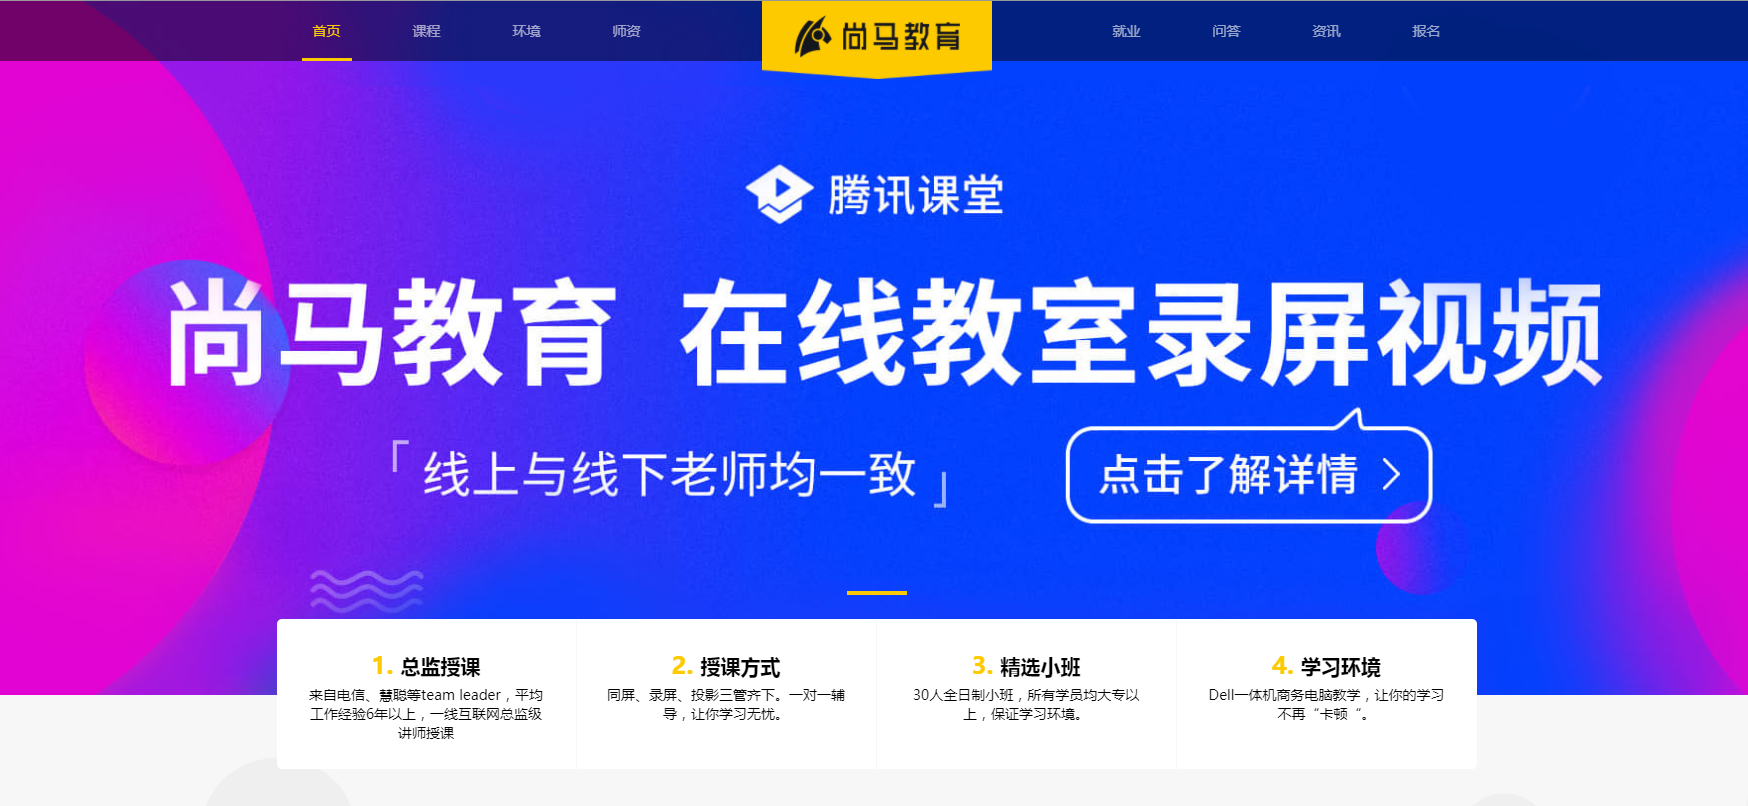 首页 课程 环境 师资 尚马教育 就业 问答 资讯 报名
腾讯课堂
尚马教育 在线教室录屏视频
「线上与线下老师均一致」
点击了解详情 >
1. 总监授课
来自电信、慧聪等team leader，平均
工作经验6年以上，一线互联网总监级
讲师授课
2. 授课方式
同屏、录屏、投影三管齐下。一对一辅
导，让你学习无忧。
3. 精选小班
30人全日制小班，所有学员均大专以
上，保证学习环境。
4. 学习环境
Dell一体机商务电脑教学，让你的学习
不再“卡顿“。